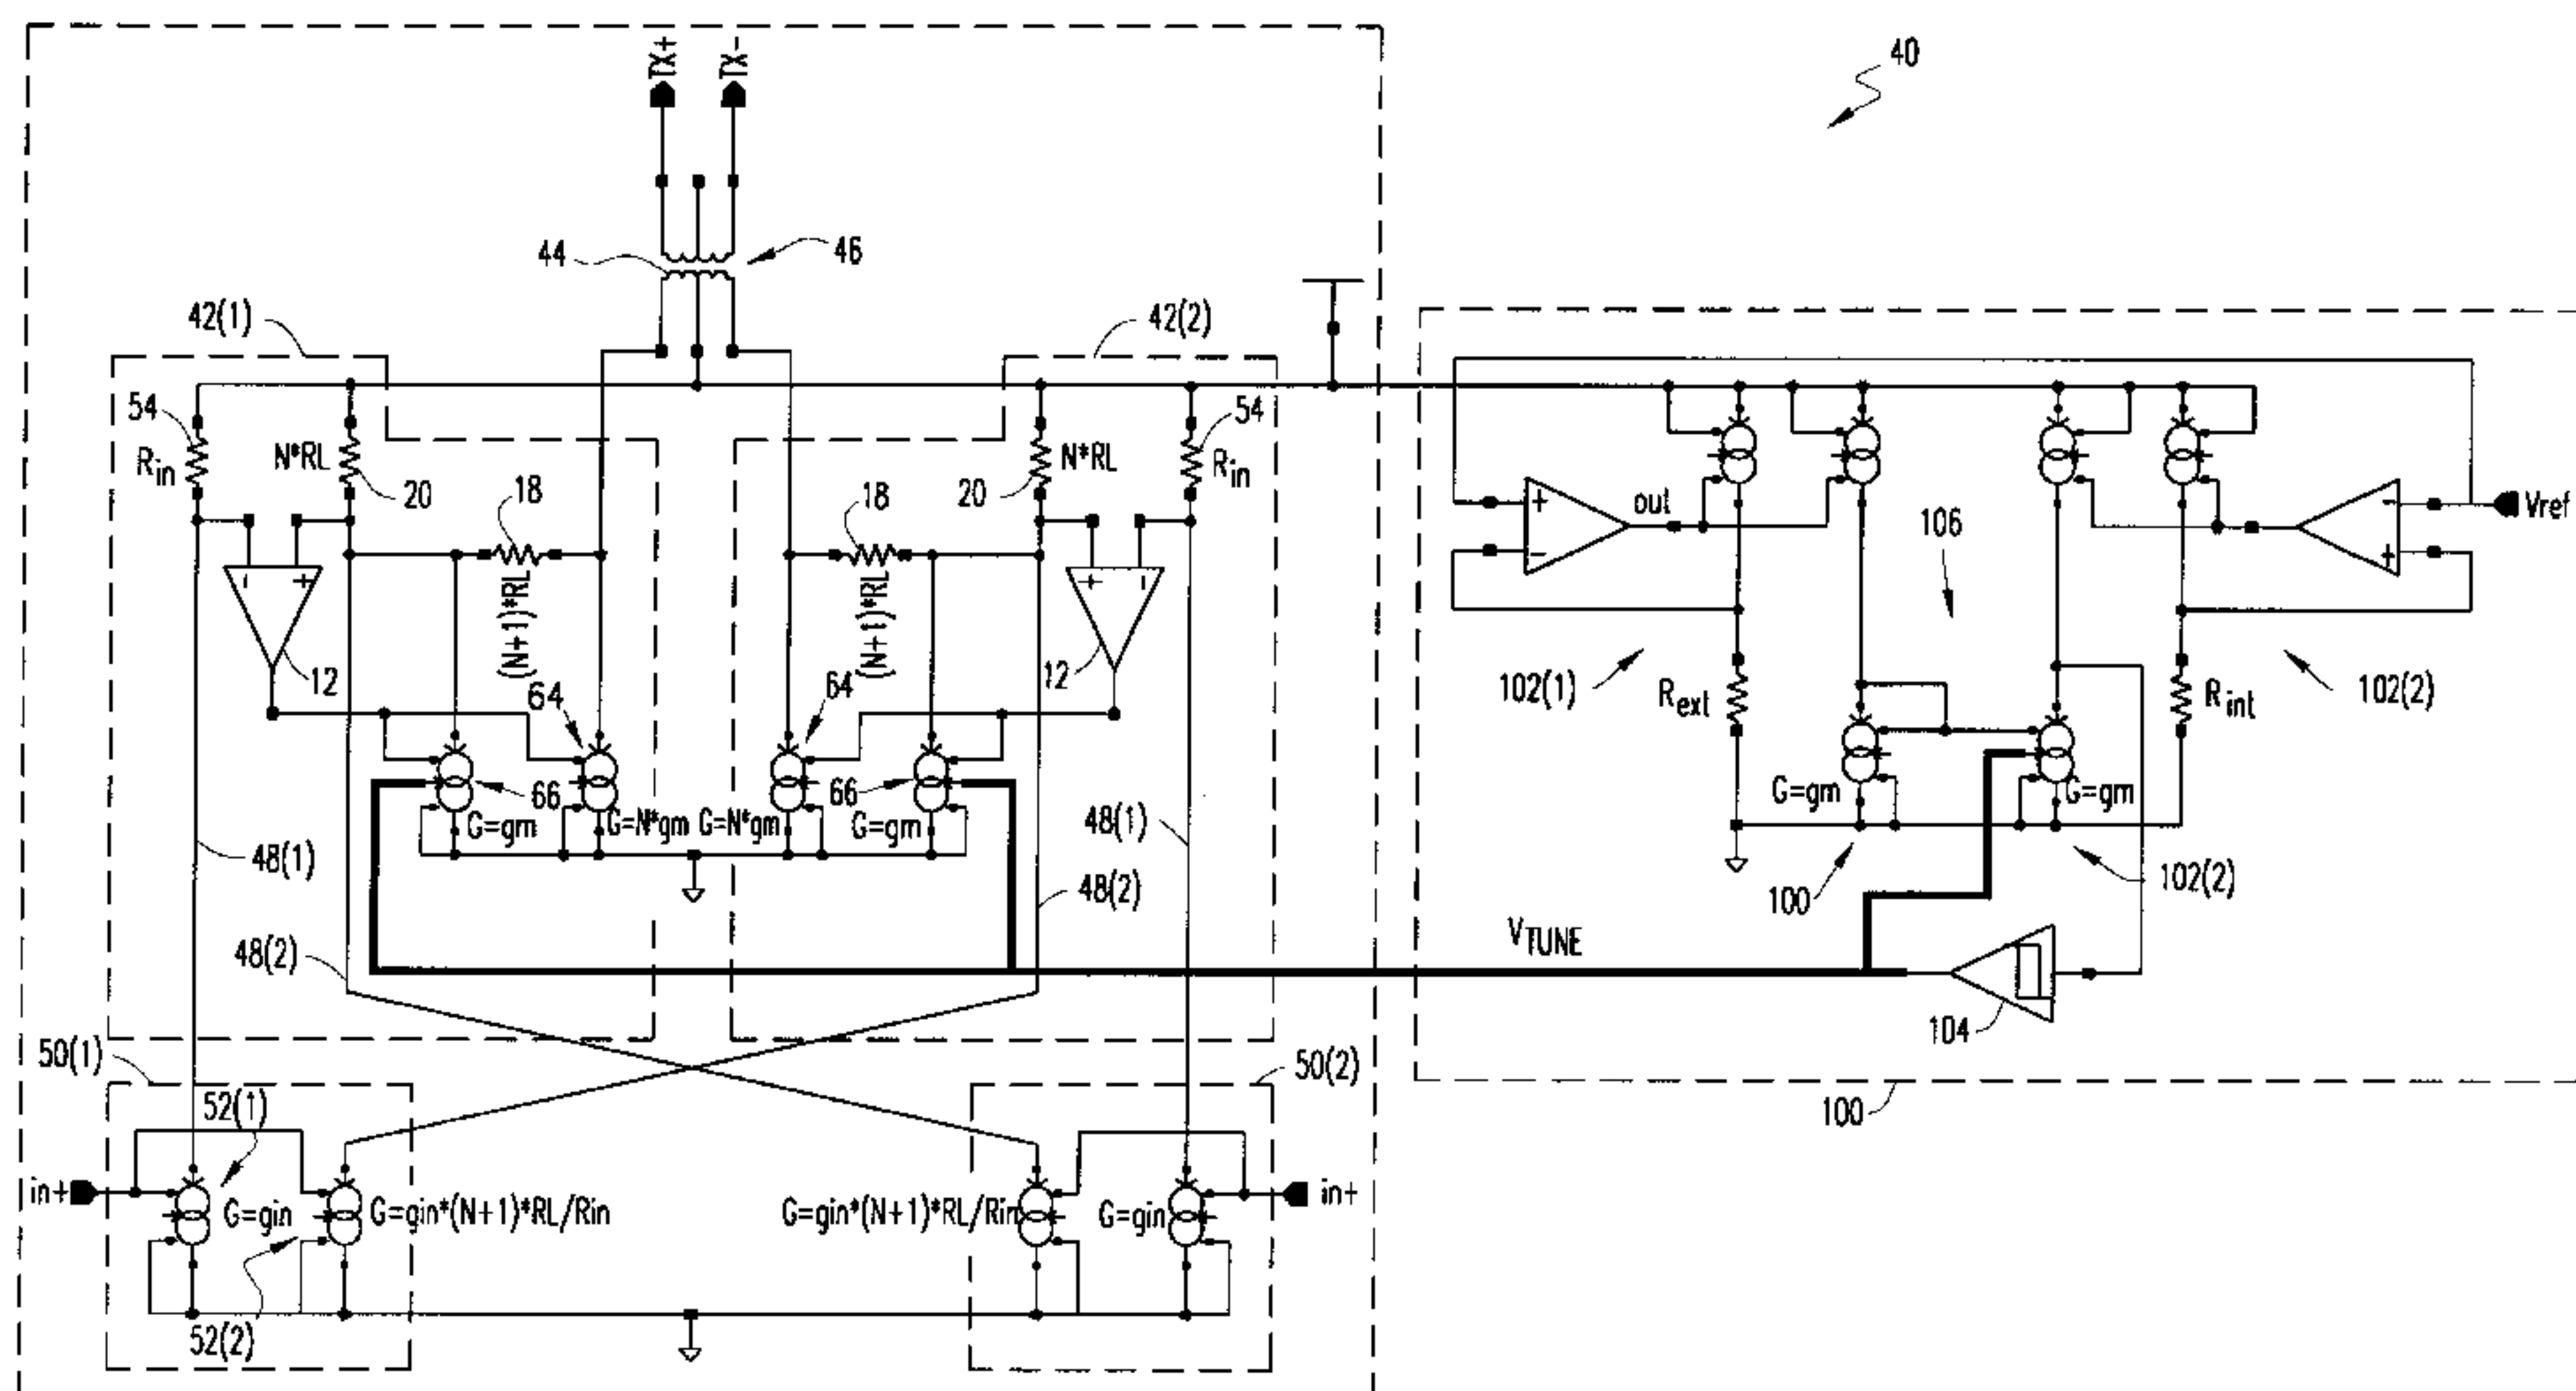 TX+
TX-
40
44
46
42(1)
42(2)
54
Rin
N*RL
20
18
(N+1)*RL
12
64
66
G=gm
G=N*gm
18
(N+1)*RL
20
N*RL
54
Rin
12
64
66
G=N*gm
G=gm
48(1)
48(2)
48(1)
48(2)
+
-
out
102(1)
Rext
106
-
+
Vref
Rint
102(2)
G=gm
G=gm
100
102(2)
VTUNE
104
100
-
+
+
-
50(1)
52(1)
in+
G=gin
G=gin*(N+1)*RL/Rin
52(2)
50(2)
G=gin*(N+1)*RL/Rin
G=gin
in+